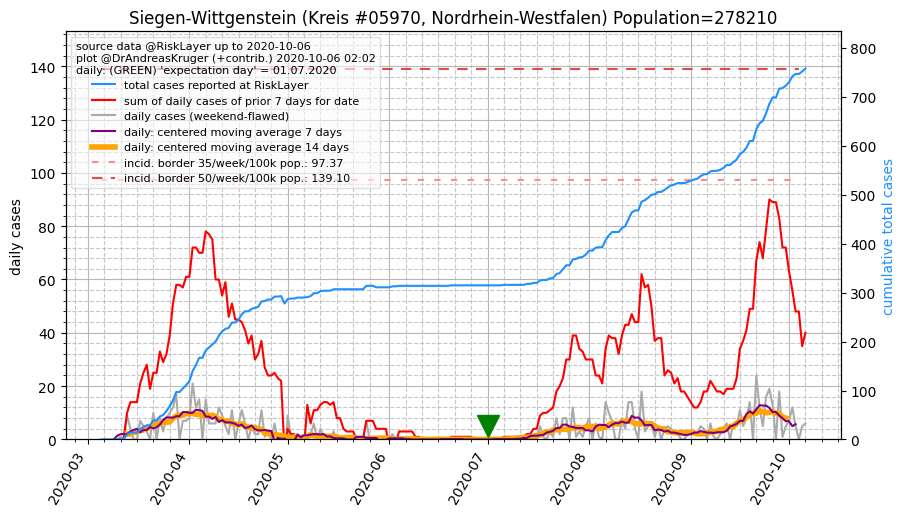 Siegen-Wittgenstein (Kreis #05970, Nordrhein-Westfalen) Population=278210
source data @RiskLayer up to 2020-10-06
plot @DrAndreasKruger (+contrib.) 2020-10-06 02:02
daily: (GREEN) 'expectation day' = 01.07.2020
total cases reported at RiskLayer
sum of daily cases of prior 7 days for date
daily cases (weekend-flawed)
daily: centered moving average 7 days
daily: centered moving average 14 days
incid. border 35/week/100k pop.: 97.37
incid. border 50/week/100k pop.: 139.10
daily cases
140
120
100
80
60
40
20
0
cumulative total cases
800
700
600
500
400
300
200
100
0
2020-03
2020-04
2020-05
2020-06
2020-07
2020-08
2020-09
2020-10